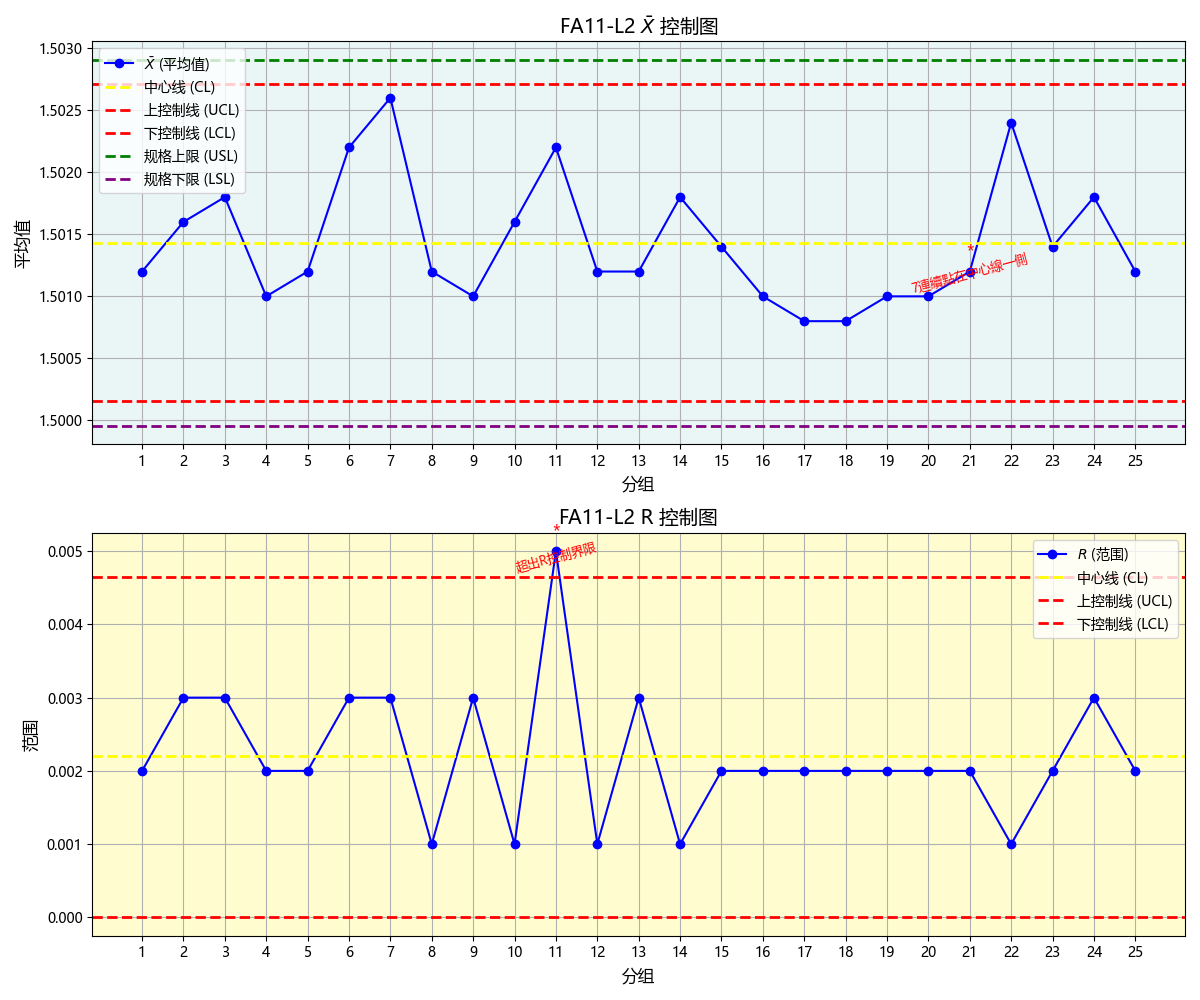 FA11-L2 X̄ 控制图
平均值
1.5030
1.5025
1.5020
1.5015
1.5010
1.5005
1.5000
X̄ (平均值)
中心线 (CL)
上控制线 (UCL)
下控制线 (LCL)
规格上限 (USL)
规格下限 (LSL)
*
7連續點在中心線一側
1 2 3 4 5 6 7 8 9 10 11 12 13 14 15 16 17 18 19 20 21 22 23 24 25
分组
FA11-L2 R 控制图
范围
0.005
0.004
0.003
0.002
0.001
0.000
*
超出R控制界限
R (范围)
中心线 (CL)
上控制线 (UCL)
下控制线 (LCL)
1 2 3 4 5 6 7 8 9 10 11 12 13 14 15 16 17 18 19 20 21 22 23 24 25
分组